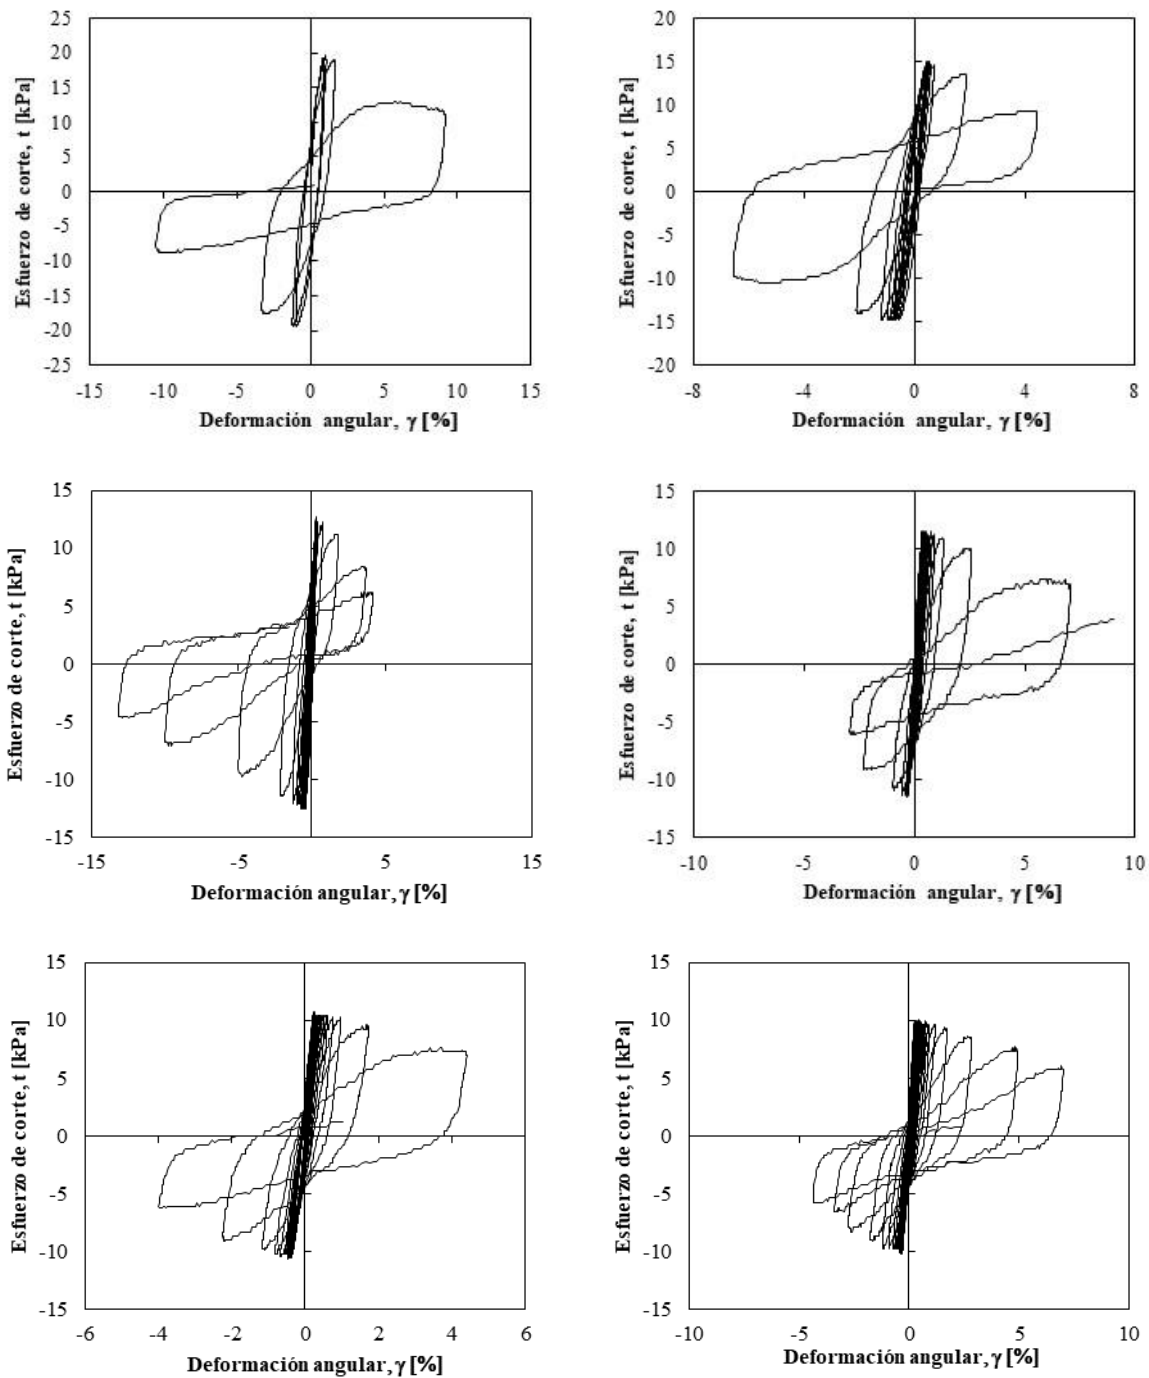 25
20
15
10
5
0
-5
-10
-15
-20
-25
-15 -10 -5 0 5 10 15
Esfuerzo de corte, t [kPa]
Deformación angular, γ [%]
20
15
10
5
0
-5
-10
-15
20
-8 -4 0 4 8
Esfuerzo de corte, t [kPa]
Deformación angular, γ [%]
15
10
5
0
-5
-10
-15
-15 -5 5 15
Esfuerzo de corte, t [kPa]
Deformación angular, γ [%]
15
10
5
0
-5
-10
-15
-10 -5 0 5 10
Esfuerzo de corte, t [kPa]
Deformación angular, γ [%]
15
10
5
0
-5
-10
-15
-6 -4 -2 0 2 4 6
Esfuerzo de corte, t [kPa]
Deformación angular, γ [%]
15
10
5
0
-5
-10
-15
-10 -5 0 5 10
Esfuerzo de corte, t [kPa]
Deformación angular, γ [%]